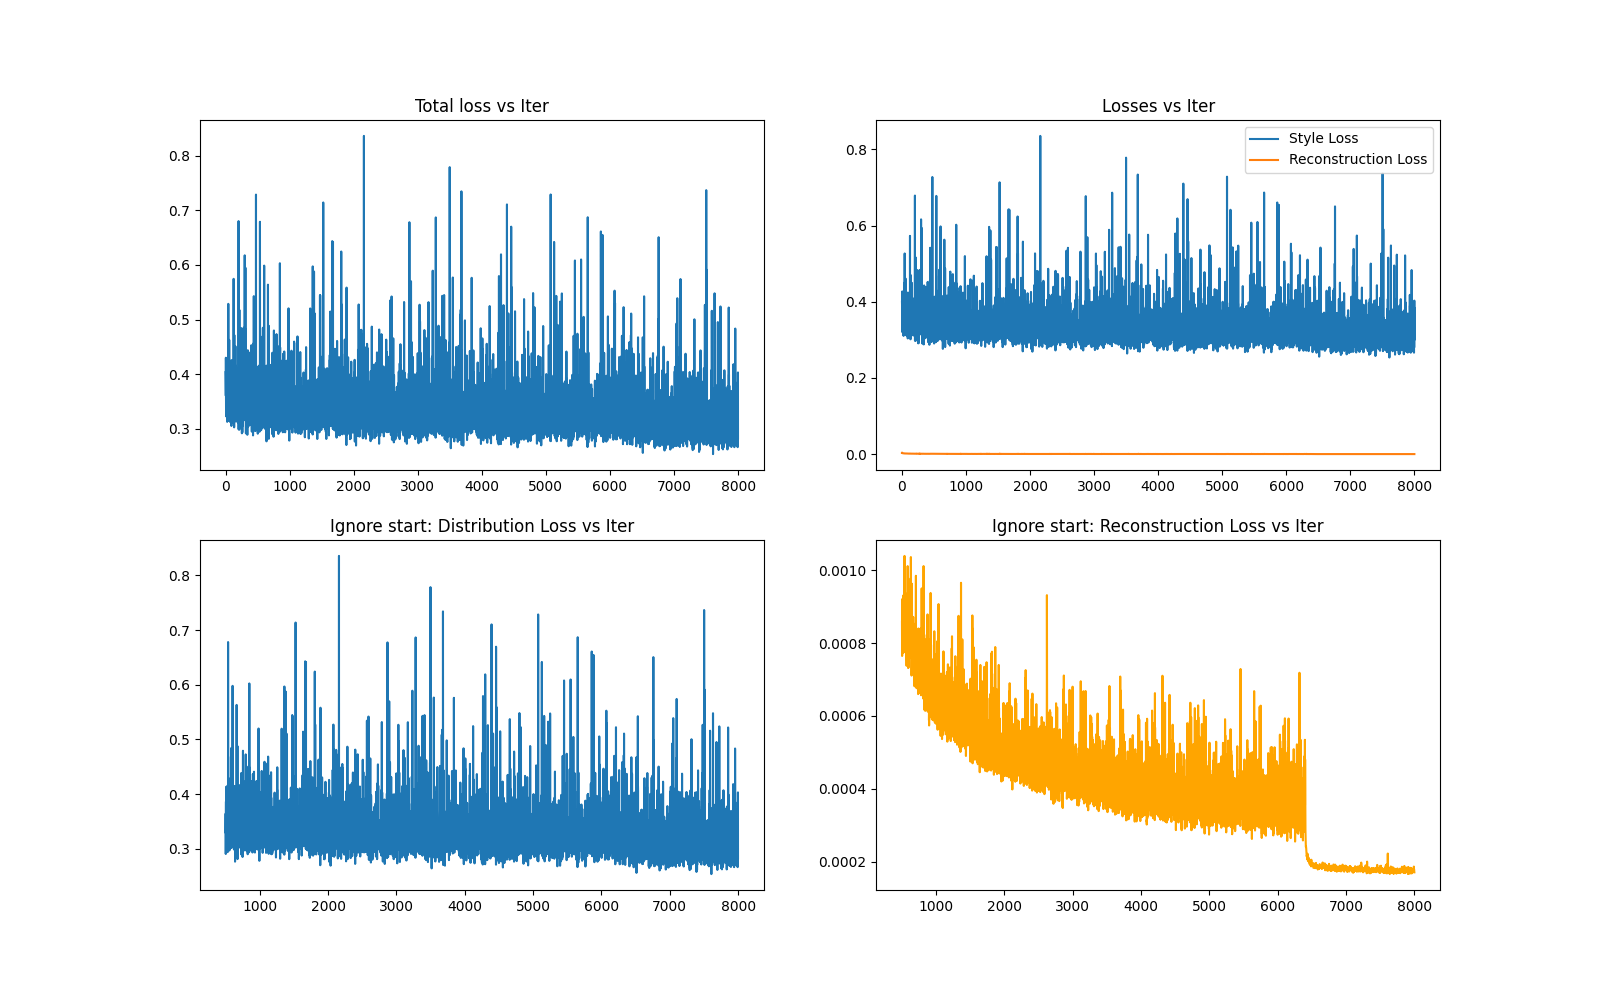 Total loss vs Iter
0.8
0.7
0.6
0.5
0.4
0.3
0 1000 2000 3000 4000 5000 6000 7000 8000
Losses vs Iter
Style Loss
Reconstruction Loss
0.8
0.6
0.4
0.2
0.0
0 1000 2000 3000 4000 5000 6000 7000 8000
Ignore start: Distribution Loss vs Iter
0.8
0.7
0.6
0.5
0.4
0.3
1000 2000 3000 4000 5000 6000 7000 8000
Ignore start: Reconstruction Loss vs Iter
0.0010
0.0008
0.0006
0.0004
0.0002
1000 2000 3000 4000 5000 6000 7000 8000